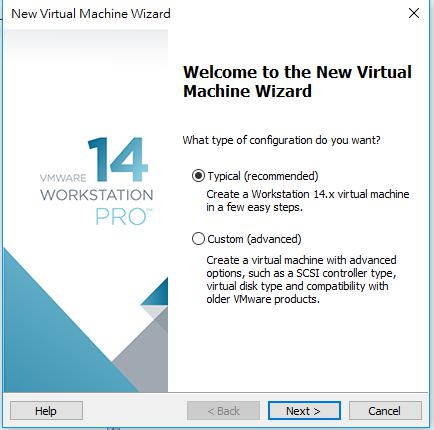 New Virtual Machine Wizard
Welcome to the New Virtual
Machine Wizard
What type of configuration do you want?
Typical (recommended)
Create a Workstation 14.x virtual machine
in a few easy steps.
Custom (advanced)
Create a virtual machine with advanced
options, such as a SCSI controller type,
virtual disk type and compatibility with
older VMware products.
14
VMWARE
WORKSTATION
PRO™
Help
< Back
Next >
Cancel